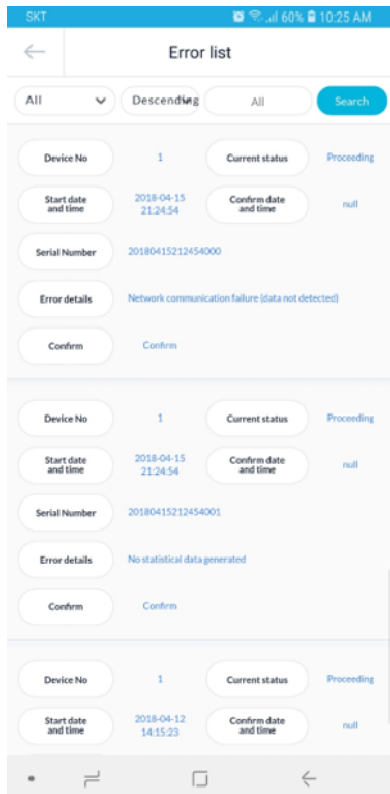 SKT 60% 10:25 AM
Error list
All Descending All Search
Device No 1 Current status Proceeding
Start date and time 2018-04-15 21:24:54 Confirm date and time null
Serial Number 20180415212454000
Error details Network communication failure (data not detected)
Confirm Confirm
Device No 1 Current status Proceeding
Start date and time 2018-04-15 21:24:54 Confirm date and time null
Serial Number 20180415212454001
Error details No statistical data generated
Confirm Confirm
Device No 1 Current status Proceeding
Start date and time 2018-04-12 14:15:23 Confirm date and time null